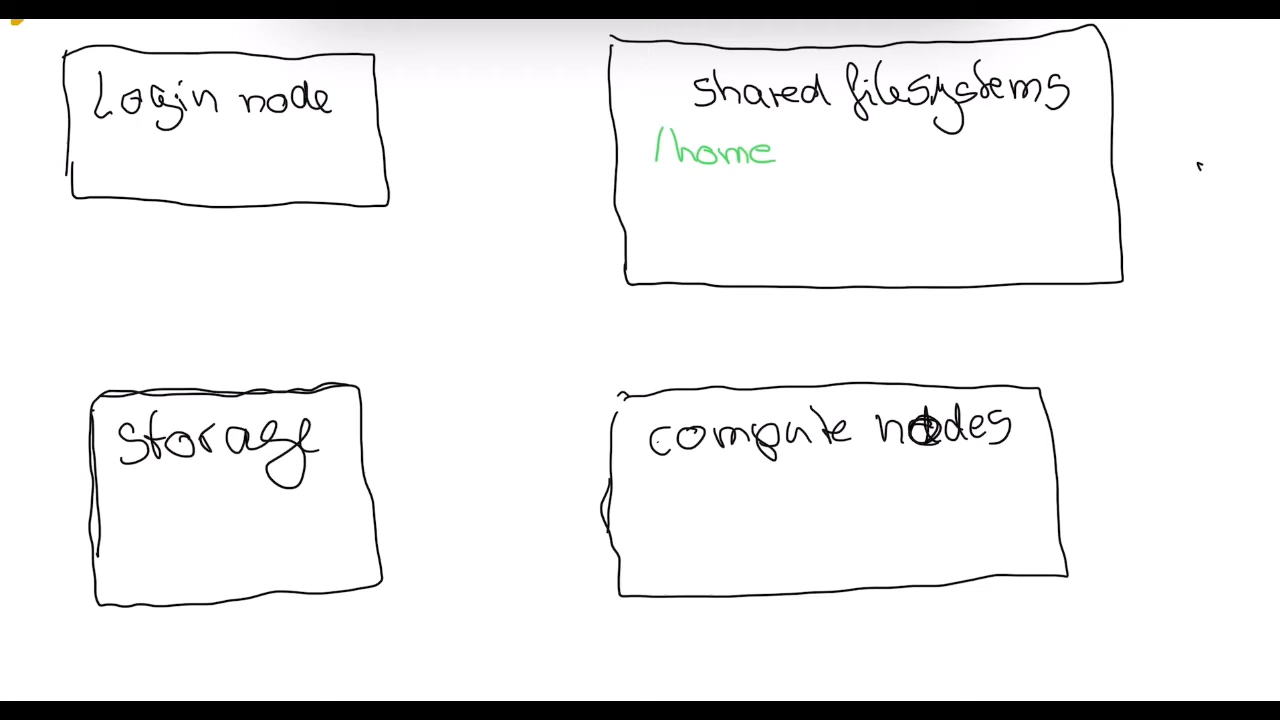 Login node
shared filesystems
/home
storage
compute nodes